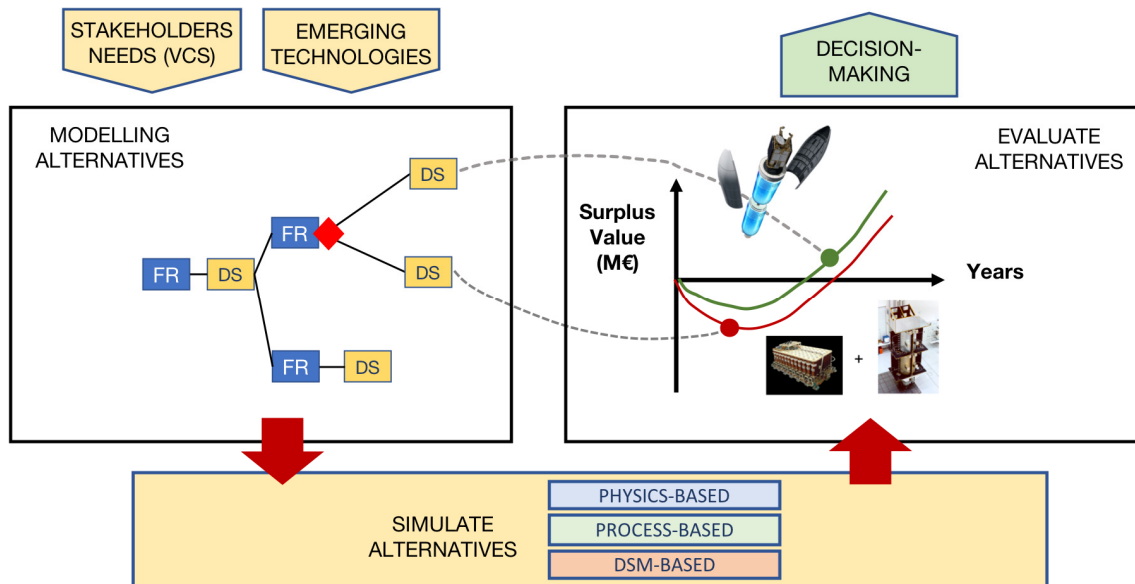 STAKEHOLDERS
NEEDS (VCS)
EMERGING
TECHNOLOGIES
DECISION-
MAKING
MODELLING
ALTERNATIVES
DS
FR
FR
DS
DS
FR
DS
EVALUATE
ALTERNATIVES
Surplus
Value
(M€)
Years
+
SIMULATE
ALTERNATIVES
PHYSICS-BASED
PROCESS-BASED
DSM-BASED